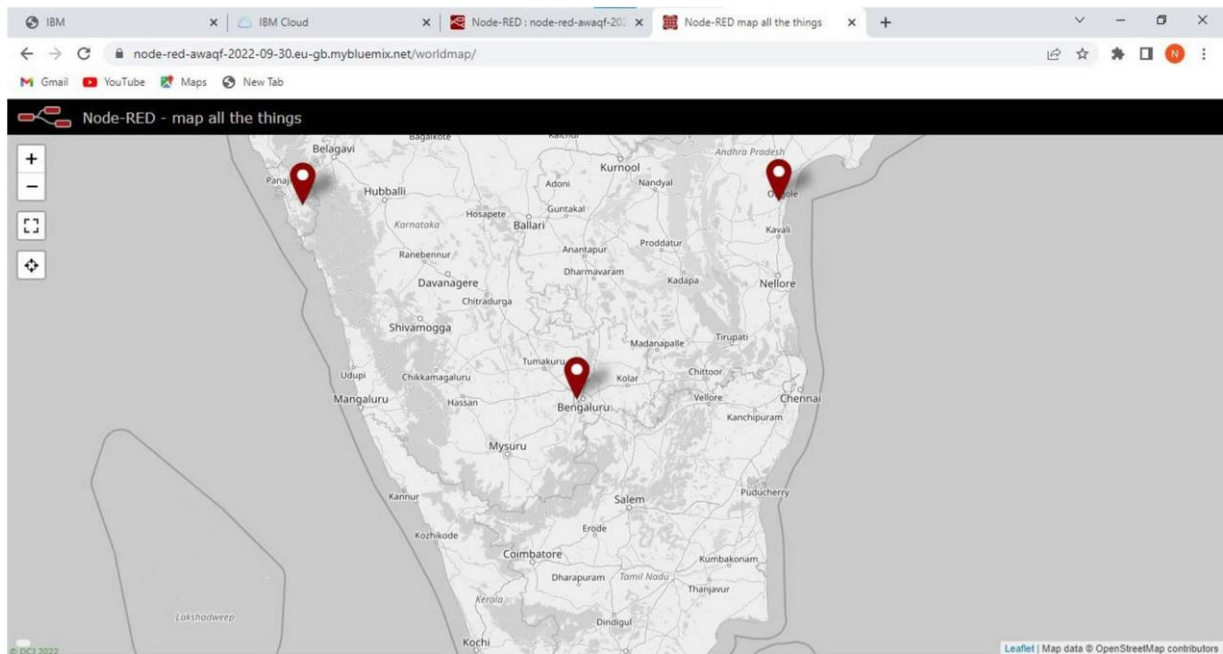 IBM
IBM Cloud
Node-RED : node-red-awaqf-202
Node-RED map all the things
node-red-awaqf-2022-09-30.eu-gb.mybluemix.net/worldmap/
N
Gmail
YouTube
Maps
New Tab
Node-RED - map all the things
+
−
Belagavi
Kurnool
Andhra Pradesh
Adoni
Nandyal
Hubballi
Hosapete
Guntakal
Karnataka
Ballari
Kavali
Ranebennur
Anantapur
Proddatur
Dharmavaram
Kadapa
Davanagere
Nellore
Chitradurga
Shivamogga
Madanapalle
Tirupati
Tumakuru
Udupi
Chikkamagaluru
Kolar
Chittoor
Mangaluru
Hassan
Bengaluru
Vellore
Chennai
Kanchipuram
Mysuru
Kannur
Salem
Puducherry
Kozhikode
Erode
Coimbatore
Kumbakonam
Dharapuram
Tamil Nadu
Thanjavur
Kerala
Lakshadweep
Dindigul
Kochi
© DCJ 2022
Leaflet | Map data © OpenStreetMap contributors